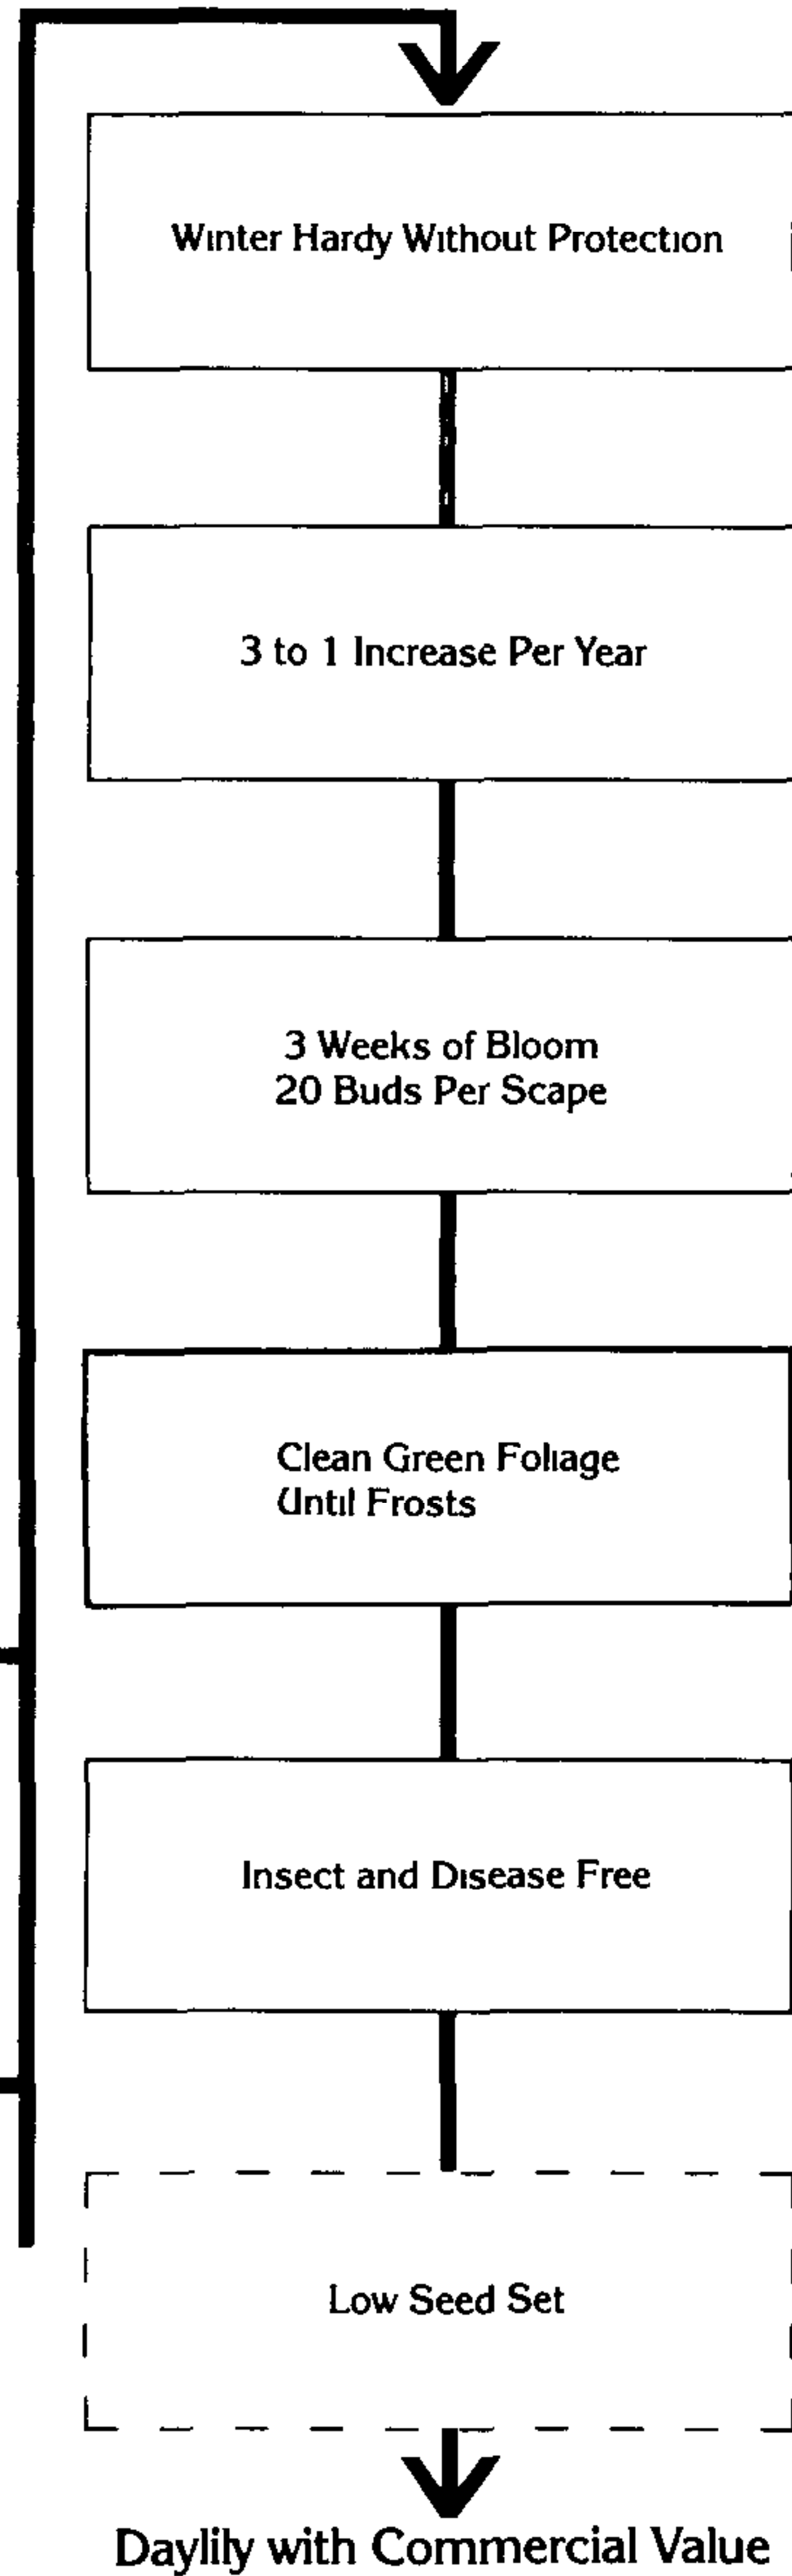 Winter Hardy Without Protection
3 to 1 Increase Per Year
3 Weeks of Bloom
20 Buds Per Scape
Clean Green Foliage
Until Frosts
Insect and Disease Free
Low Seed Set
Daylily with Commercial Value